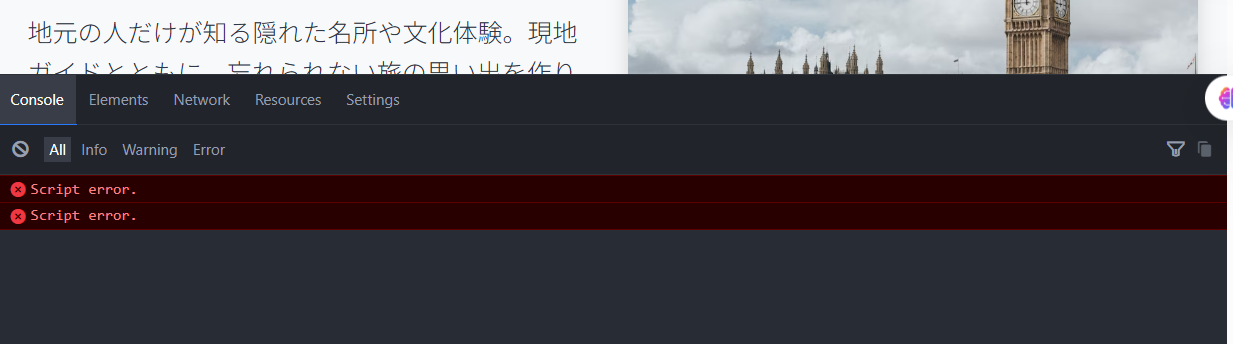 地元の人だけが知る隠れた名所や文化体験。現地
ガイドとともに、忘れられない旅の思い出を作り
Console Elements Network Resources Settings
All Info Warning Error
Script error.
Script error.